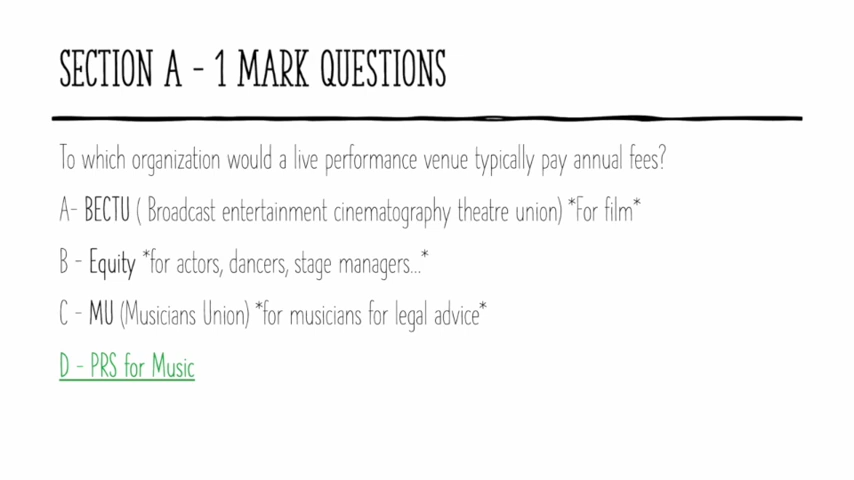 SECTION A - 1 MARK QUESTIONS
To which organization would a live performance venue typically pay annual fees?
A- BECTU ( Broadcast entertainment cinematography theatre union) *For film*
B - Equity *for actors, dancers, stage managers...*
C - MU (Musicians Union) *for musicians for legal advice*
D - PRS for Music